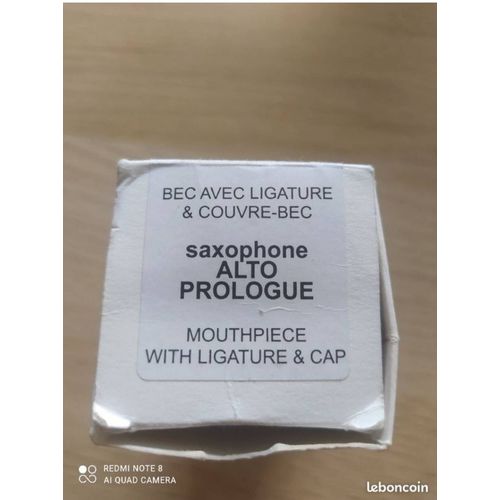 BEC AVEC LIGATURE
& COUVRE-BEC
saxophone
ALTO
PROLOGUE
MOUTHPIECE
WITH LIGATURE & CAP
REDMI NOTE 8
AI QUAD CAMERA
leboncoin